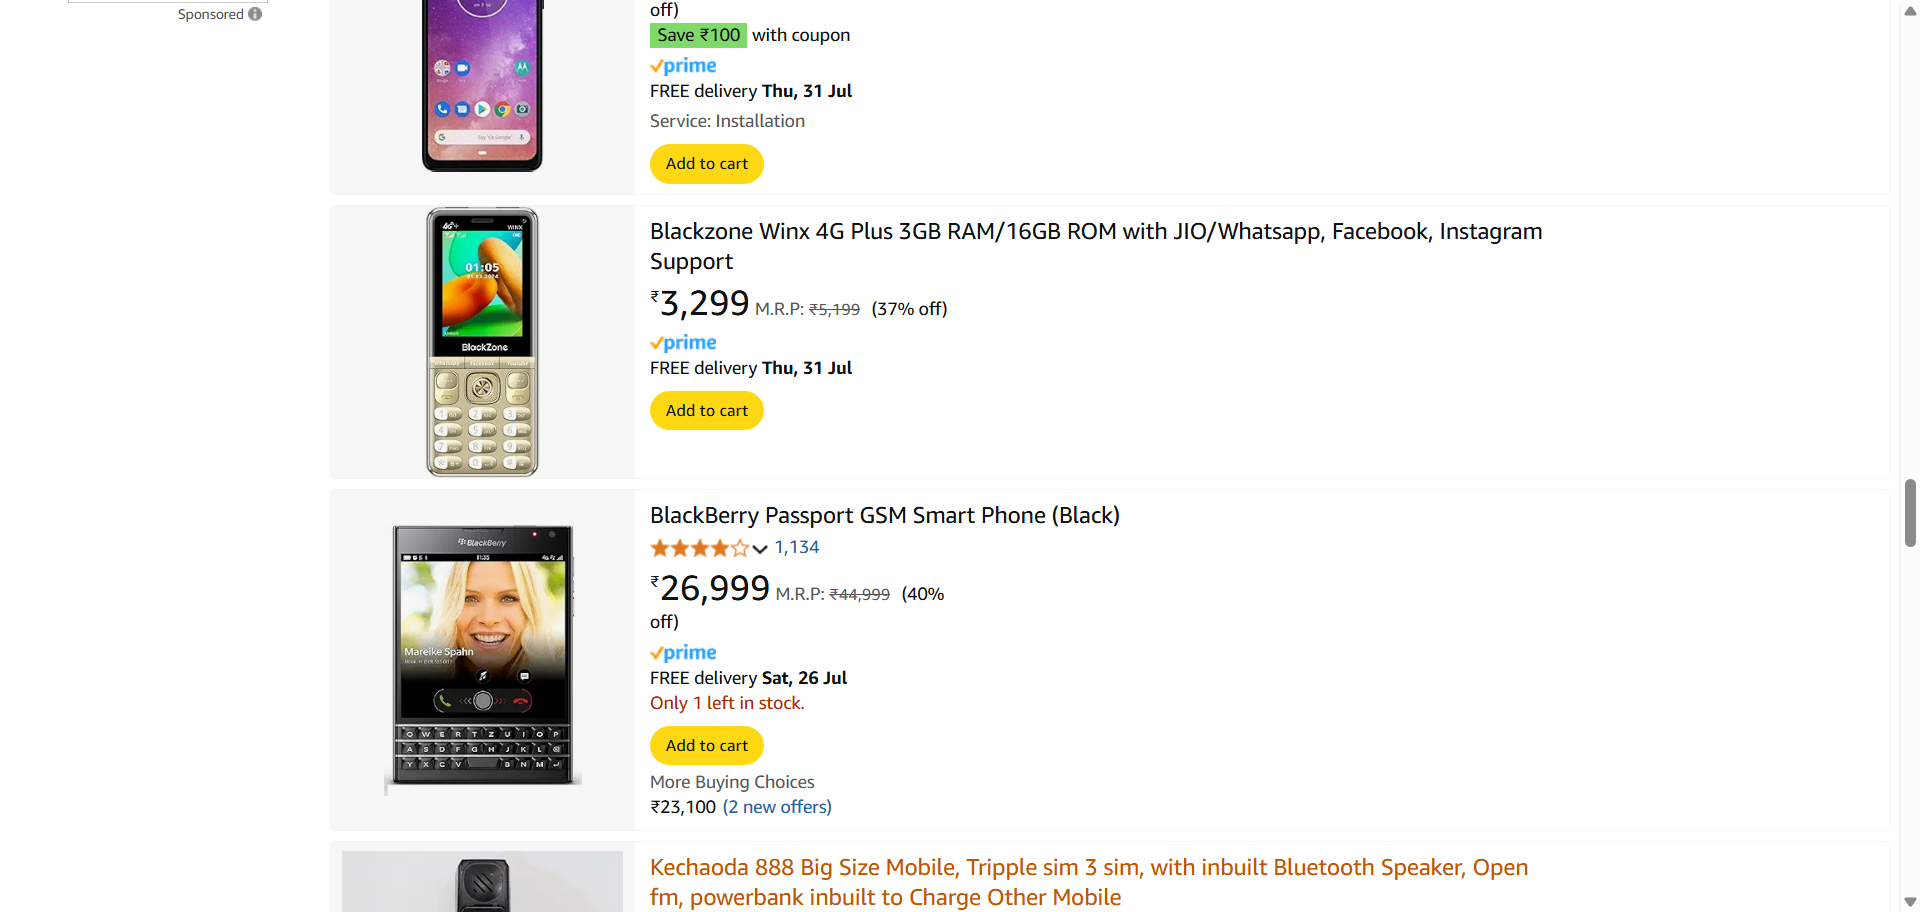 Sponsored
off)
Save ₹100 with coupon
prime
FREE delivery Thu, 31 Jul
Service: Installation
Add to cart
Blackzone Winx 4G Plus 3GB RAM/16GB ROM with JIO/Whatsapp, Facebook, Instagram
Support
₹3,299 M.R.P: ₹5,199 (37% off)
prime
FREE delivery Thu, 31 Jul
Add to cart
4G+ WINX
01:05
BlackZone
BlackBerry Passport GSM Smart Phone (Black)
1,134
₹26,999 M.R.P: ₹44,999 (40%
off)
prime
FREE delivery Sat, 26 Jul
Only 1 left in stock.
Add to cart
More Buying Choices
₹23,100 (2 new offers)
BlackBerry
11:35
Mareike Spahn
Q W E R T Z U I O P
A S D F G H J K L
Y X C V B N M
Kechaoda 888 Big Size Mobile, Tripple sim 3 sim, with inbuilt Bluetooth Speaker, Open
fm, powerbank inbuilt to Charge Other Mobile